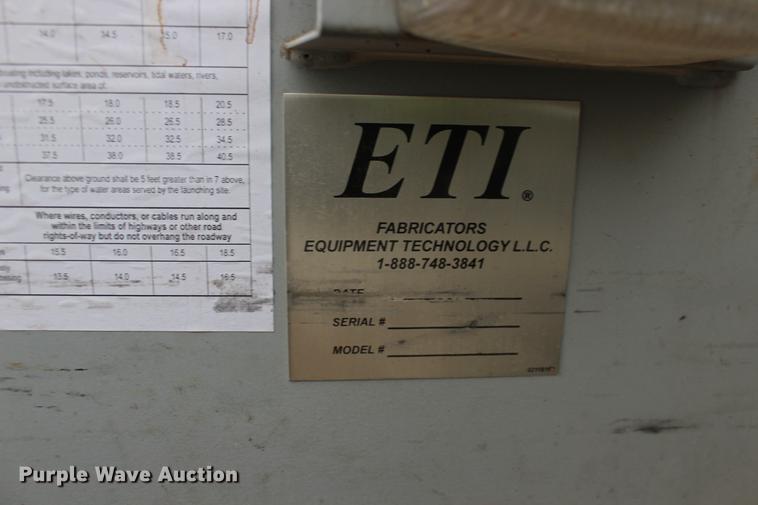 14.0 14.5 15.0 17.0
including lakes, ponds, reservoirs, tidal waters, rivers,
unobstructed surface area of:
17.5 18.0 18.5 20.5
25.5 26.0 26.5 28.5
31.5 32.0 32.5 34.5
37.5 38.0 38.5 40.5
Clearance above ground shall be 5 feet greater than in 7 above,
for the type of water areas served by the launching site.
Where wires, conductors, or cables run along and
within the limits of highways or other road
rights-of-way but do not overhang the roadway
15.5 16.0 16.5 18.5
13.5 14.0 14.5 16.5
ETI®
FABRICATORS
EQUIPMENT TECHNOLOGY L.L.C.
1-888-748-3841
DATE
SERIAL #
MODEL #
Purple Wave Auction